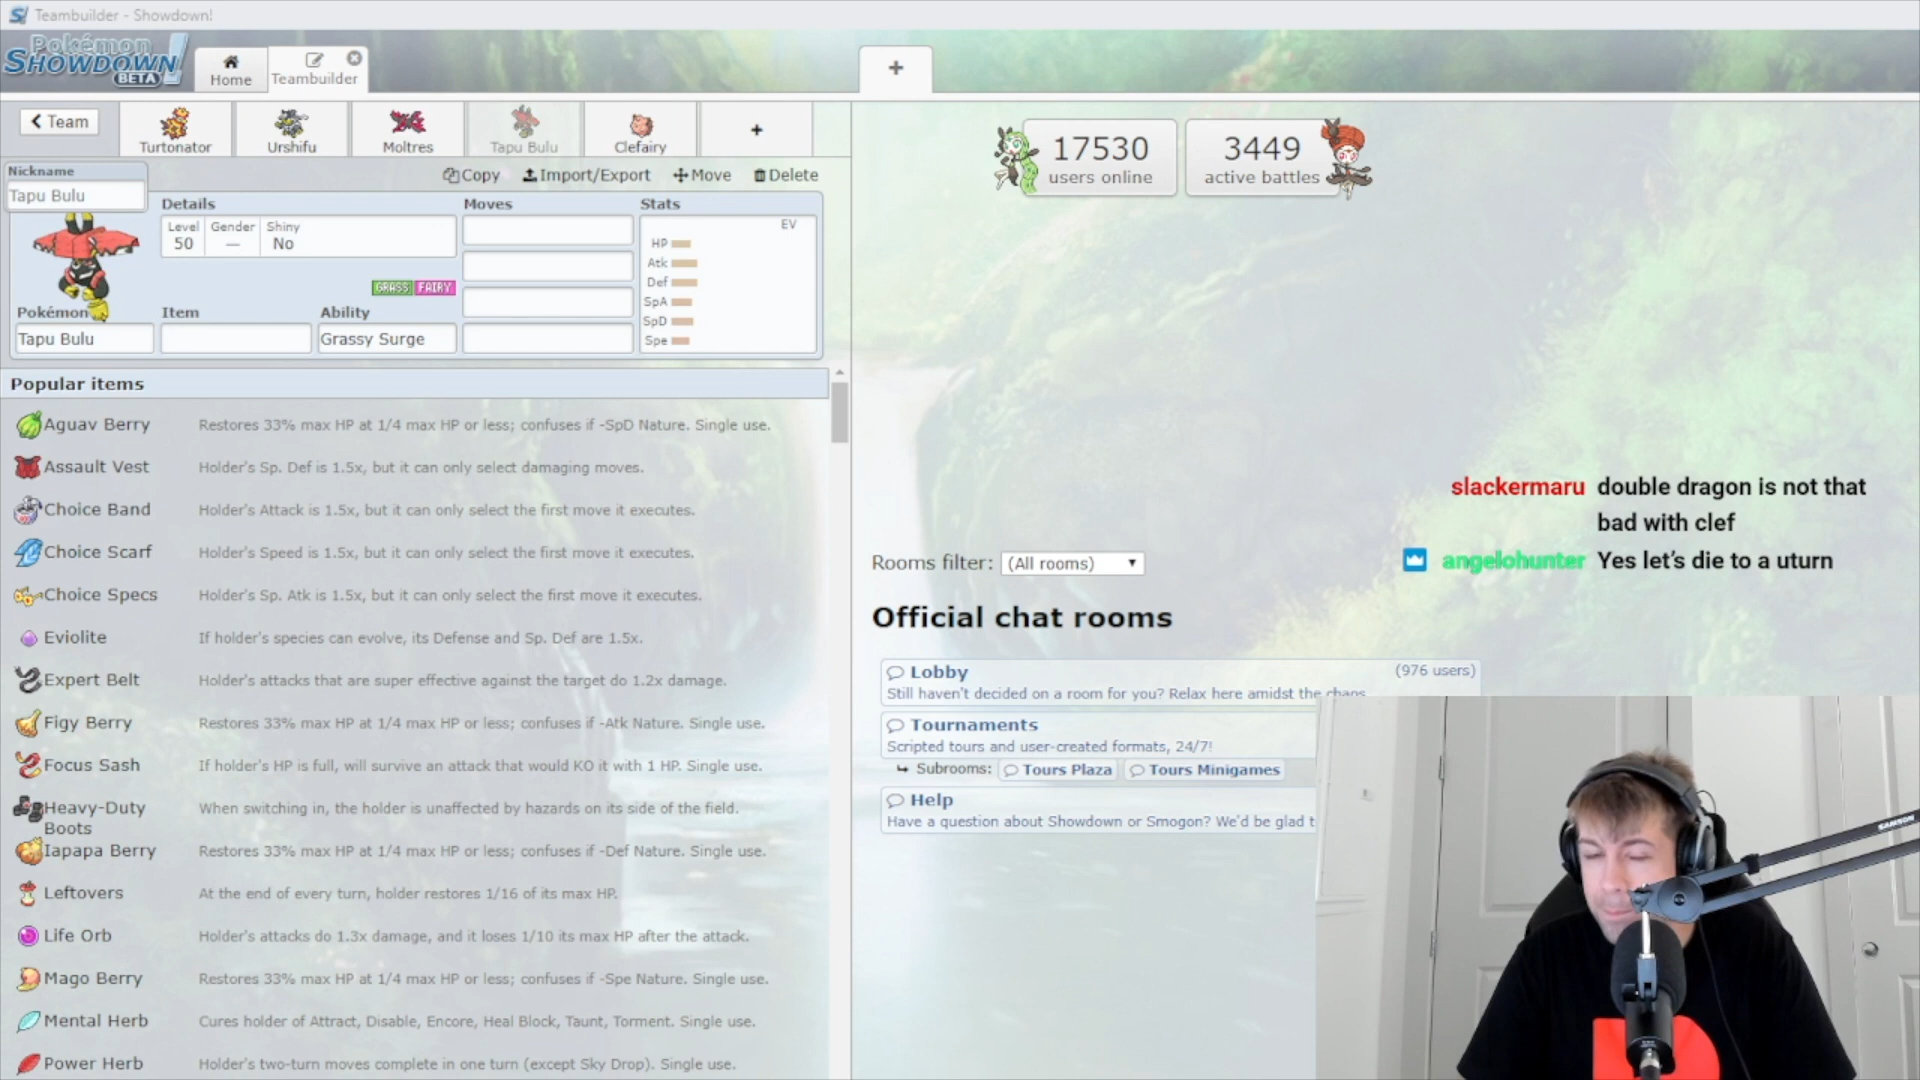 Teambuilder - Showdown!
Pokémon
SHOWDOWN!
BETA
Home
Teambuilder
+
Team
Turtonator
Urshifu
Moltres
Tapu Bulu
Clefairy
+
Nickname
Tapu Bulu
Copy
Import/Export
Move
Delete
Details
Moves
Stats
Level
Gender
Shiny
50
—
No
EV
HP
Atk
Def
SpA
SpD
Spe
GRASS FAIRY
Pokémon
Item
Ability
Tapu Bulu
Grassy Surge
Popular items
Aguav Berry Restores 33% max HP at 1/4 max HP or less; confuses if -SpD Nature. Single use.
Assault Vest Holder's Sp. Def is 1.5x, but it can only select damaging moves.
Choice Band Holder's Attack is 1.5x, but it can only select the first move it executes.
Choice Scarf Holder's Speed is 1.5x, but it can only select the first move it executes.
Choice Specs Holder's Sp. Atk is 1.5x, but it can only select the first move it executes.
Eviolite If holder's species can evolve, its Defense and Sp. Def are 1.5x.
Expert Belt Holder's attacks that are super effective against the target do 1.2x damage.
Figy Berry Restores 33% max HP at 1/4 max HP or less; confuses if -Atk Nature. Single use.
Focus Sash If holder's HP is full, will survive an attack that would KO it with 1 HP. Single use.
Heavy-Duty When switching in, the holder is unaffected by hazards on its side of the field.
Boots
Iapapa Berry Restores 33% max HP at 1/4 max HP or less; confuses if -Def Nature. Single use.
Leftovers At the end of every turn, holder restores 1/16 of its max HP.
Life Orb Holder's attacks do 1.3x damage, and it loses 1/10 its max HP after the attack.
Mago Berry Restores 33% max HP at 1/4 max HP or less; confuses if -Spe Nature. Single use.
Mental Herb Cures holder of Attract, Disable, Encore, Heal Block, Taunt, Torment. Single use.
Power Herb Holder's two-turn moves complete in one turn (except Sky Drop). Single use.
17530
users online
3449
active battles
slackermaru double dragon is not that
bad with clef
angelohunter Yes let's die to a uturn
Rooms filter: (All rooms)
Official chat rooms
Lobby (976 users)
Still haven't decided on a room for you? Relax here amidst the chaos
Tournaments
Scripted tours and user-created formats, 24/7!
Subrooms: Tours Plaza Tours Minigames
Help
Have a question about Showdown or Smogon? We'd be glad t
SAMSON